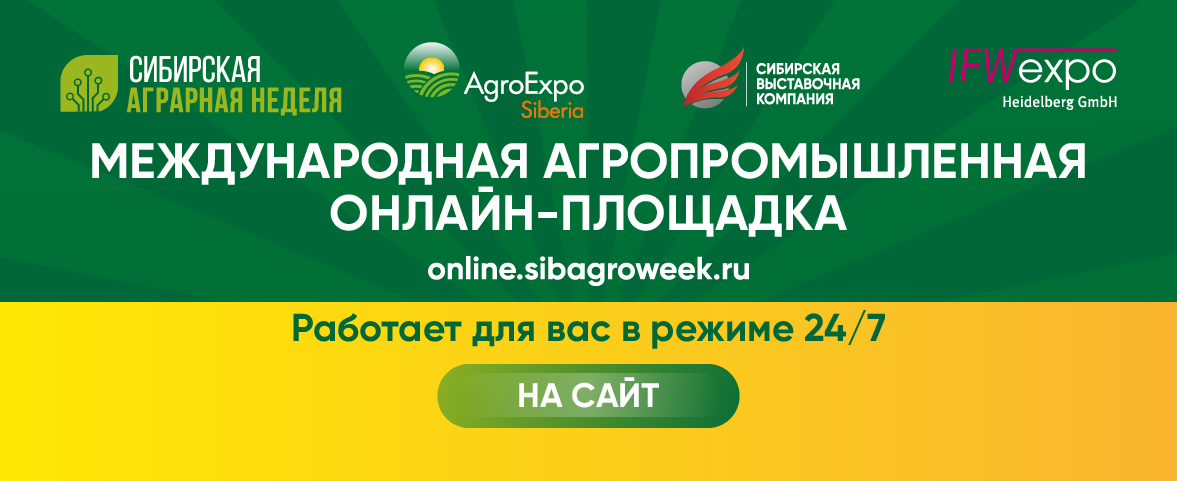 СИБИРСКАЯ
АГРАРНАЯ НЕДЕЛЯ
AgroExpo
Siberia
СИБИРСКАЯ
ВЫСТАВОЧНАЯ
КОМПАНИЯ
IFWexpo
Heidelberg GmbH
МЕЖДУНАРОДНАЯ АГРОПРОМЫШЛЕННАЯ
ОНЛАЙН-ПЛОЩАДКА
online.sibagroweek.ru
Работает для вас в режиме 24/7
НА САЙТ